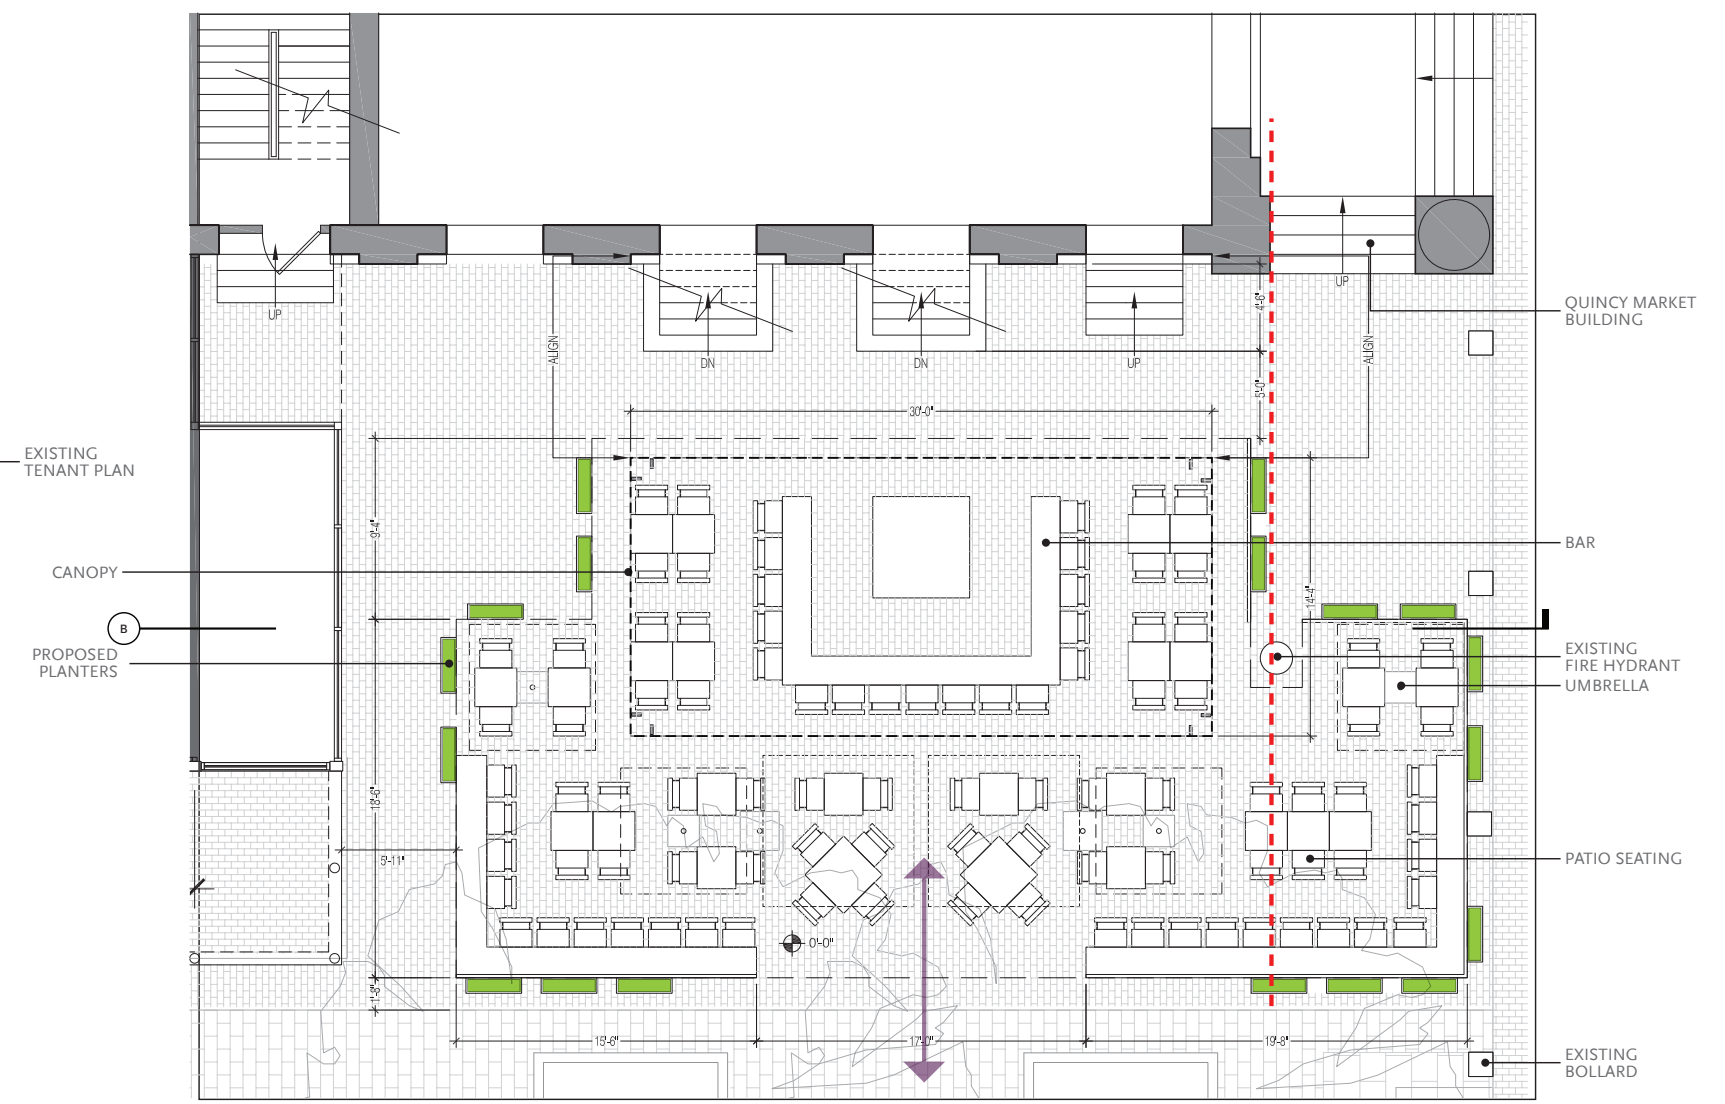 UP
UP
QUINCY MARKET
BUILDING
4'-6"
ALIGN
ALIGN
DN
DN
UP
5'-0"
30'-0"
EXISTING
TENANT PLAN
9'-4"
BAR
CANOPY
14'-4"
B
PROPOSED
PLANTERS
EXISTING
FIRE HYDRANT
UMBRELLA
18'-6"
5'-11"
PATIO SEATING
0'-0"
1'-8"
15'-6"
17'-0"
19'-8"
EXISTING
BOLLARD